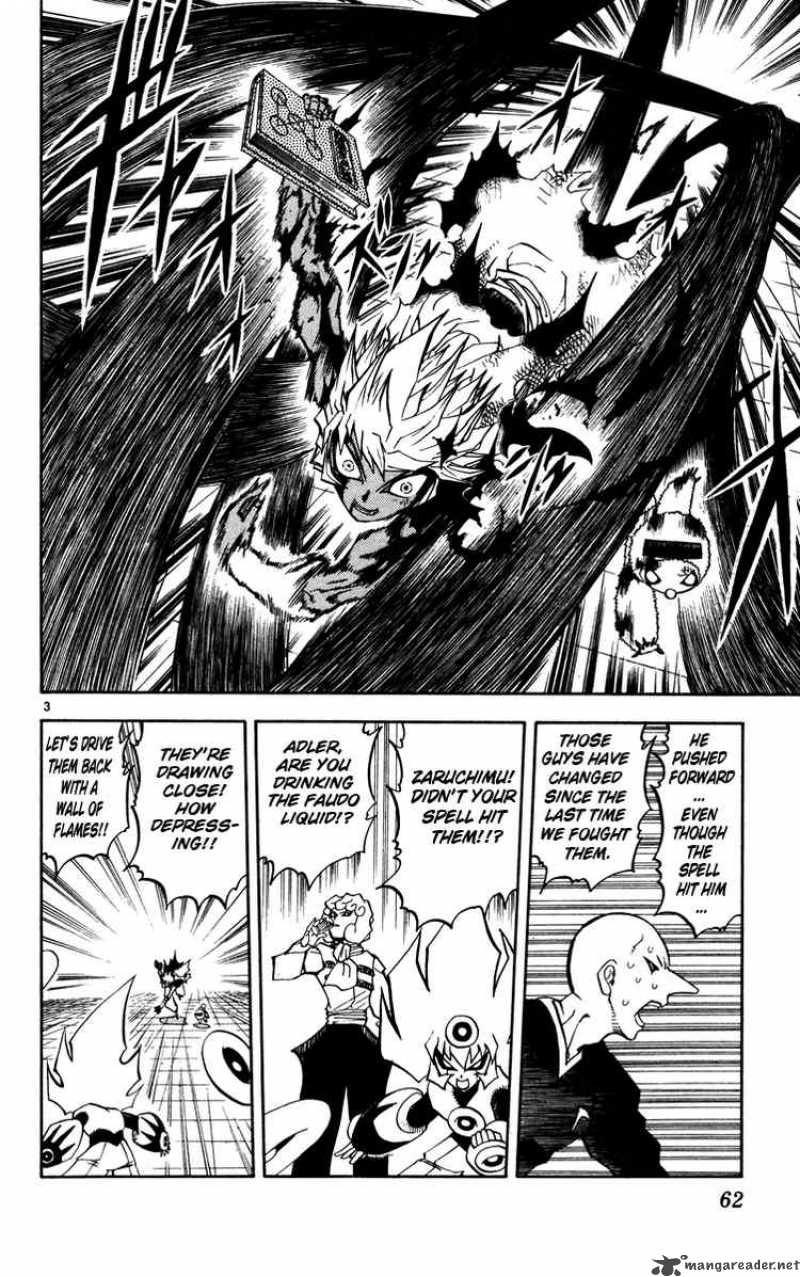 3
HE
PUSHED
FORWARD
...
EVEN
THOUGH
THE
SPELL
HIT HIM
...
THOSE
GUYS HAVE
CHANGED
SINCE THE
LAST TIME
WE FOUGHT
THEM.
ZARUCHIMU!
DIDN'T YOUR
SPELL HIT
THEM!!?
ADLER,
ARE YOU
DRINKING
THE FAUDO
LIQUID!?
THEY'RE
DRAWING
CLOSE!
HOW
DEPRESS-
ING!!
LET'S DRIVE
THEM BACK
WITH A
WALL OF
FLAMES!!
62
mangareader.net